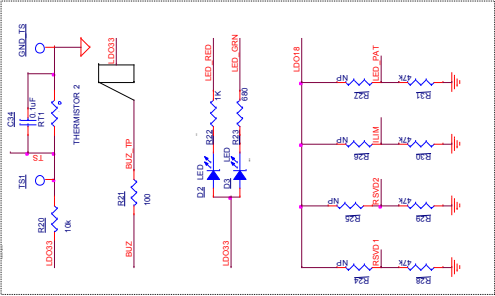 GND_TS
C34
0.1uF
RT1
THERMISTOR 2
TS
TS1
R20
10k
LDO33
LDO33
BUZ_TP
R21
100
BUZ
LED_RED
LED_GRN
1K
680
R22
R23
LED
LED
D2
D3
LDO33
LDO18
LED_PAT
NP
R27
47k
R31
ILIM
NP
R26
47k
R30
RSVD2
NP
R25
47k
R29
RSVD1
NP
R24
47k
R28